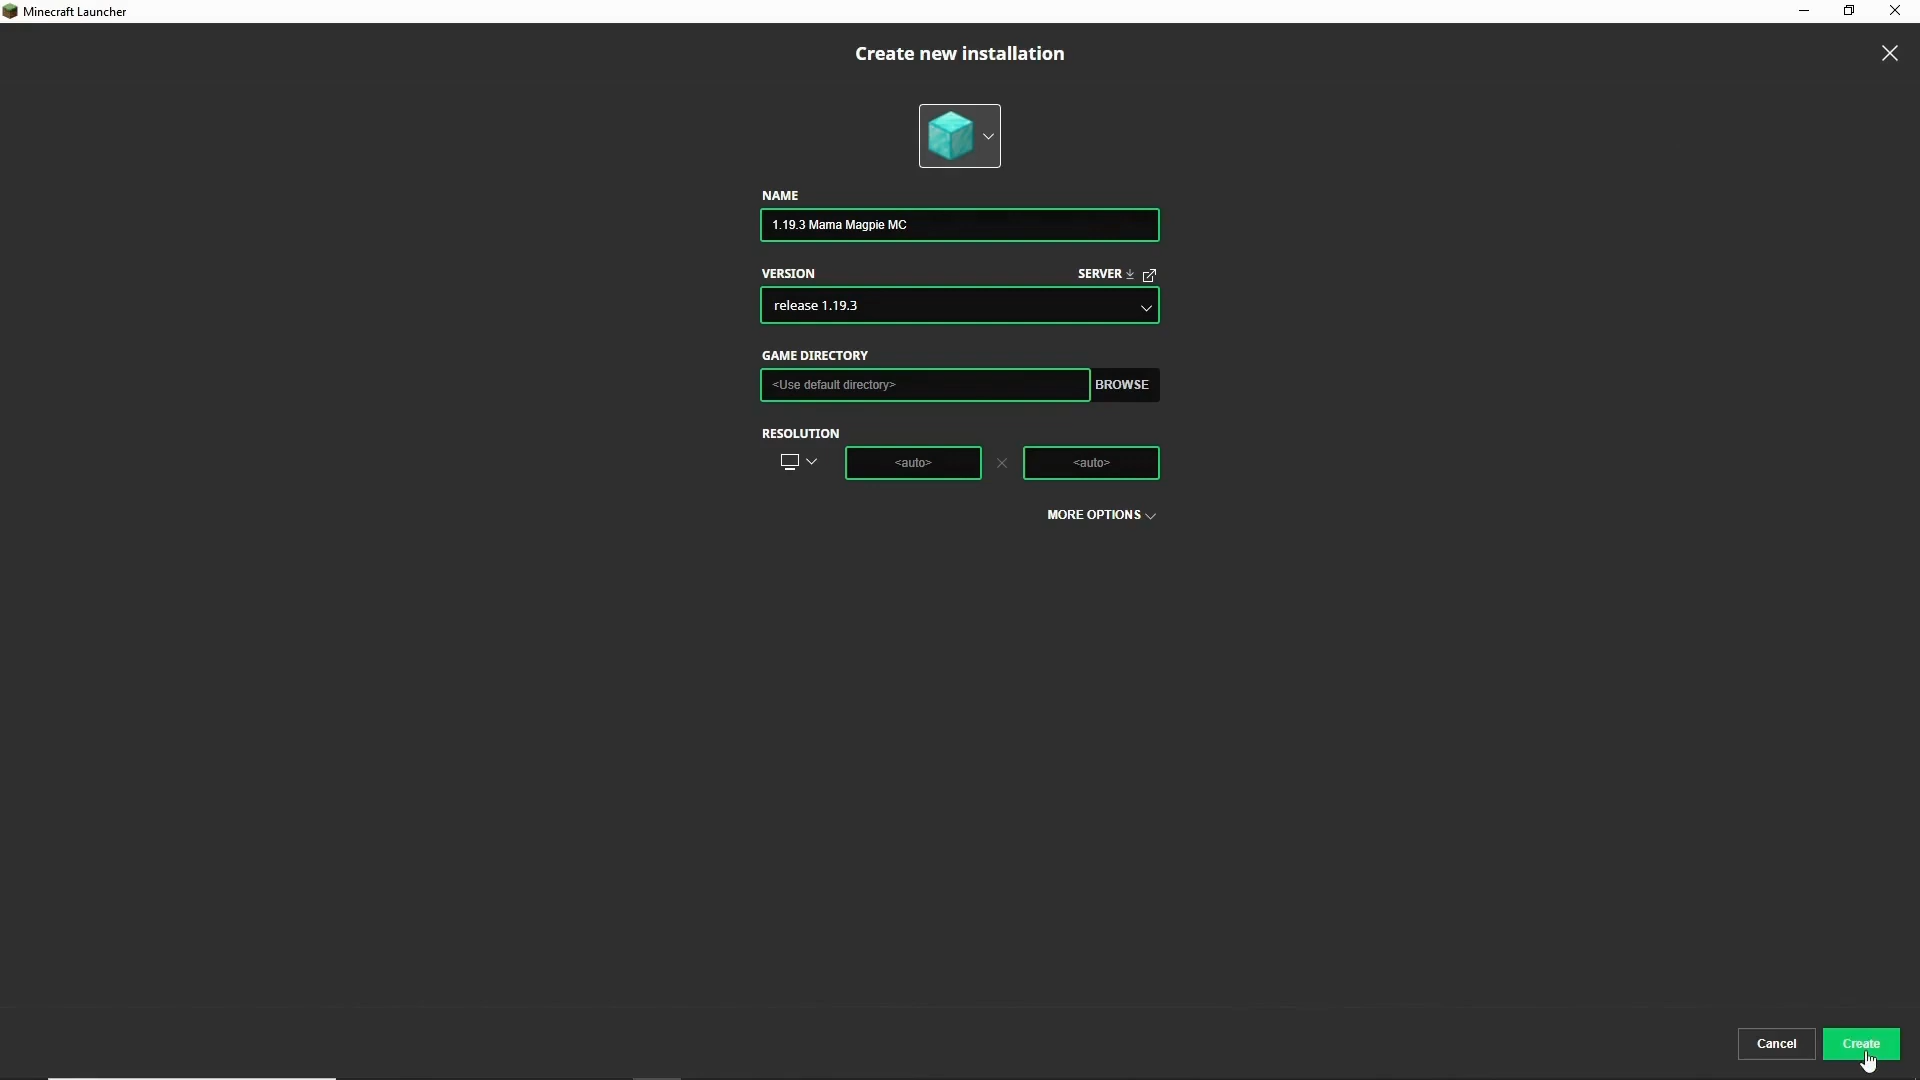 Minecraft Launcher
Create new installation
NAME
1.19.3 Mama Magpie MC
VERSION SERVER
release 1.19.3
GAME DIRECTORY
<Use default directory> BROWSE
RESOLUTION
<auto> <auto>
MORE OPTIONS
Cancel Create